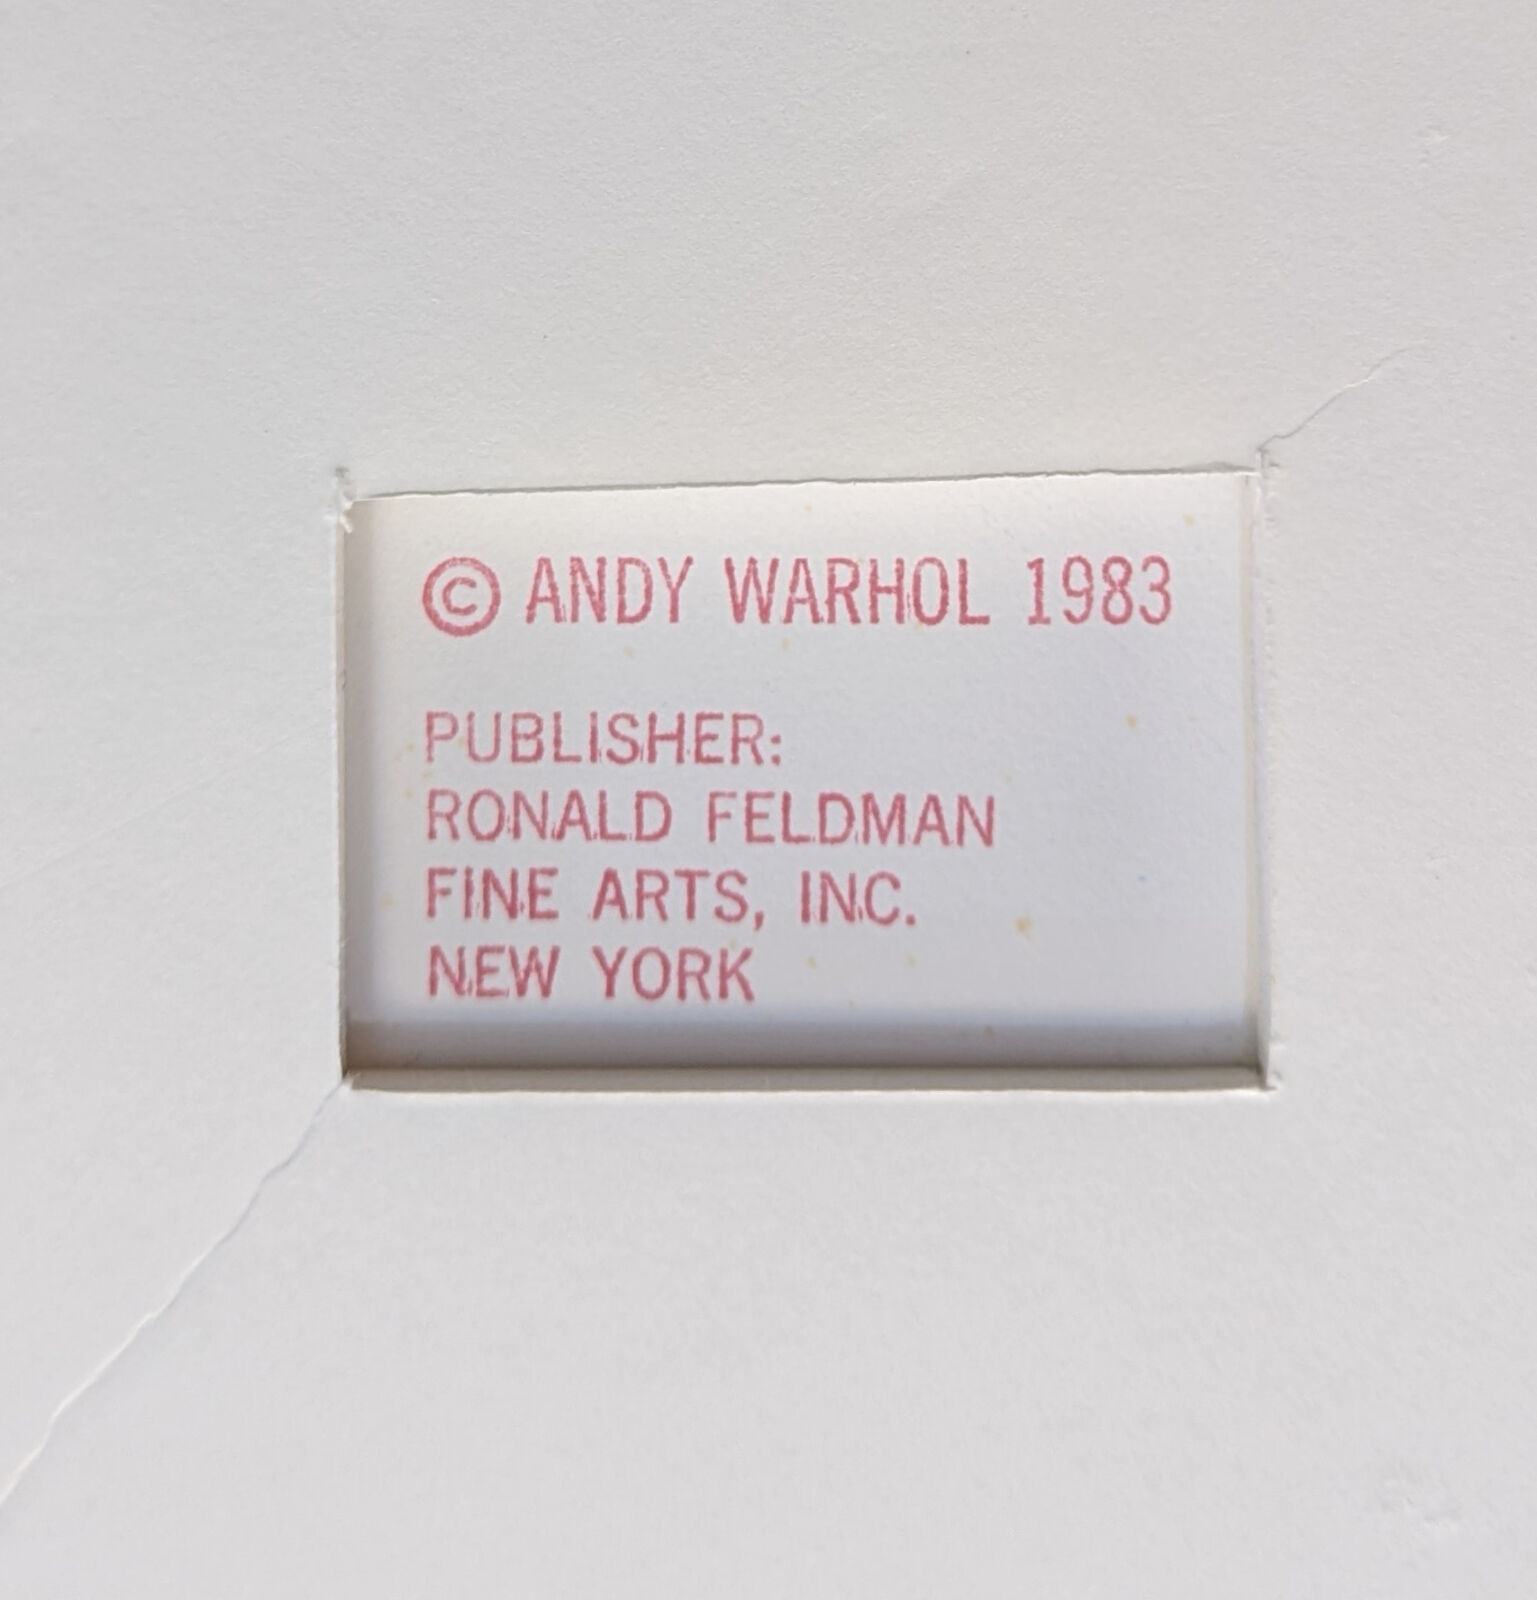 © ANDY WARHOL 1983
PUBLISHER:
RONALD FELDMAN
FINE ARTS, INC.
NEW YORK